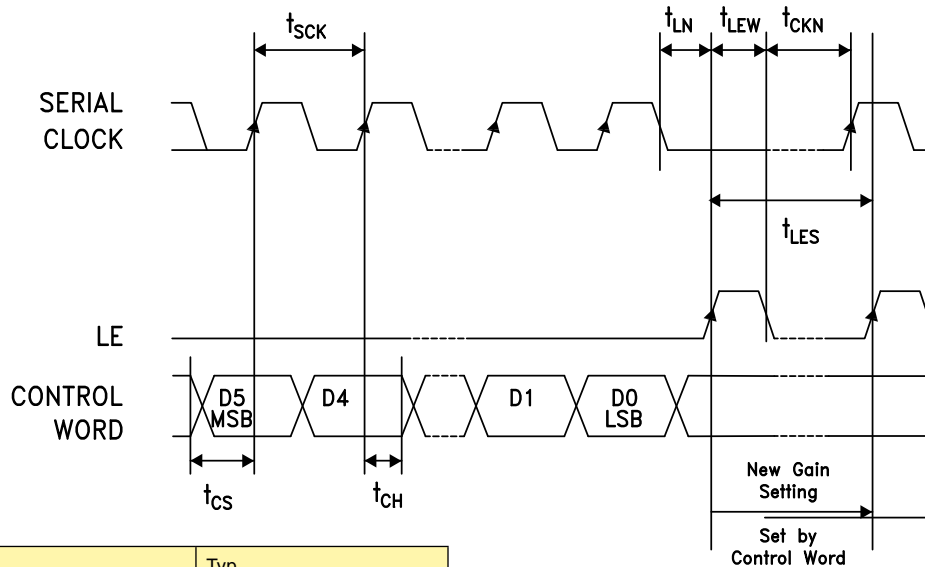 tSCK
tLN tLEW tCKN
SERIAL
CLOCK
tLES
LE
CONTROL
WORD
D5
MSB
D4
D1
D0
LSB
tCS
tCH
New Gain
Setting
Set by
Control Word
Typ